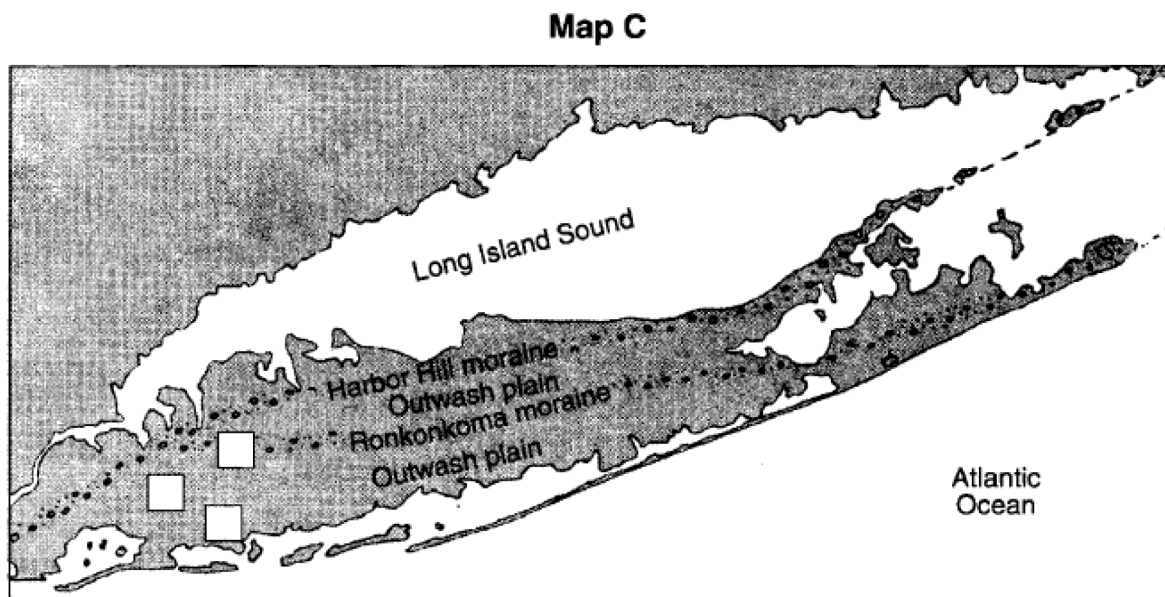 Map C
Long Island Sound
Harbor Hill moraine
Outwash plain
Ronkonkoma moraine
Outwash plain
Atlantic
Ocean